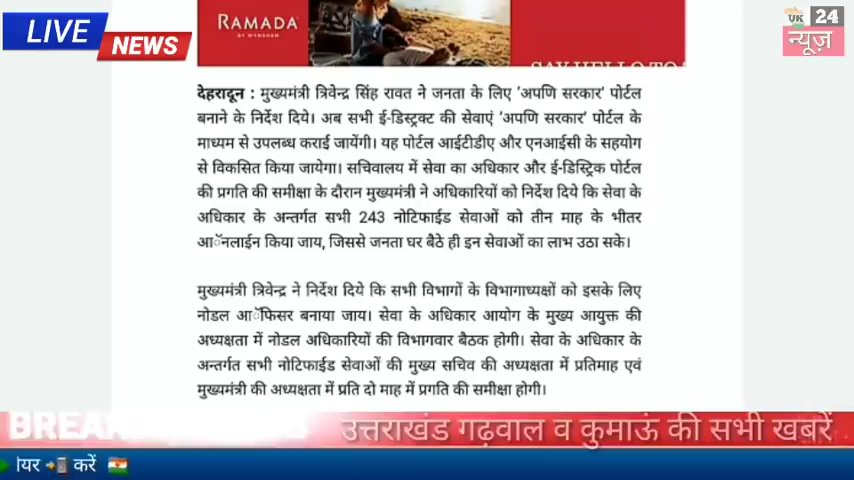 LIVE
NEWS
RAMADA
BY WYNDHAM
UK 24
न्यूज़
देहरादून : मुख्यमंत्री त्रिवेन्द्र सिंह रावत ने जनता के लिए 'अपणि सरकार' पोर्टल
बनाने के निर्देश दिये। अब सभी ई-डिस्ट्रक्ट की सेवाएं 'अपणि सरकार' पोर्टल के
माध्यम से उपलब्ध कराई जायेंगी। यह पोर्टल आईटीडीए और एनआईसी के सहयोग
से विकसित किया जायेगा। सचिवालय में सेवा का अधिकार और ई-डिस्ट्रिक पोर्टल
की प्रगति की समीक्षा के दौरान मुख्यमंत्री ने अधिकारियों को निर्देश दिये कि सेवा के
अधिकार के अन्तर्गत सभी 243 नोटिफाईड सेवाओं को तीन माह के भीतर
आॅनलाईन किया जाय, जिससे जनता घर बैठे ही इन सेवाओं का लाभ उठा सके।
मुख्यमंत्री त्रिवेन्द्र ने निर्देश दिये कि सभी विभागों के विभागाध्यक्षों को इसके लिए
नोडल आॅफिसर बनाया जाय। सेवा के अधिकार आयोग के मुख्य आयुक्त की
अध्यक्षता में नोडल अधिकारियों की विभागवार बैठक होगी। सेवा के अधिकार के
अन्तर्गत सभी नोटिफाईड सेवाओं की मुख्य सचिव की अध्यक्षता में प्रतिमाह एवं
मुख्यमंत्री की अध्यक्षता में प्रति दो माह में प्रगति की समीक्षा होगी।
उत्तराखंड गढ़वाल व कुमाऊं की सभी खबरें
करें